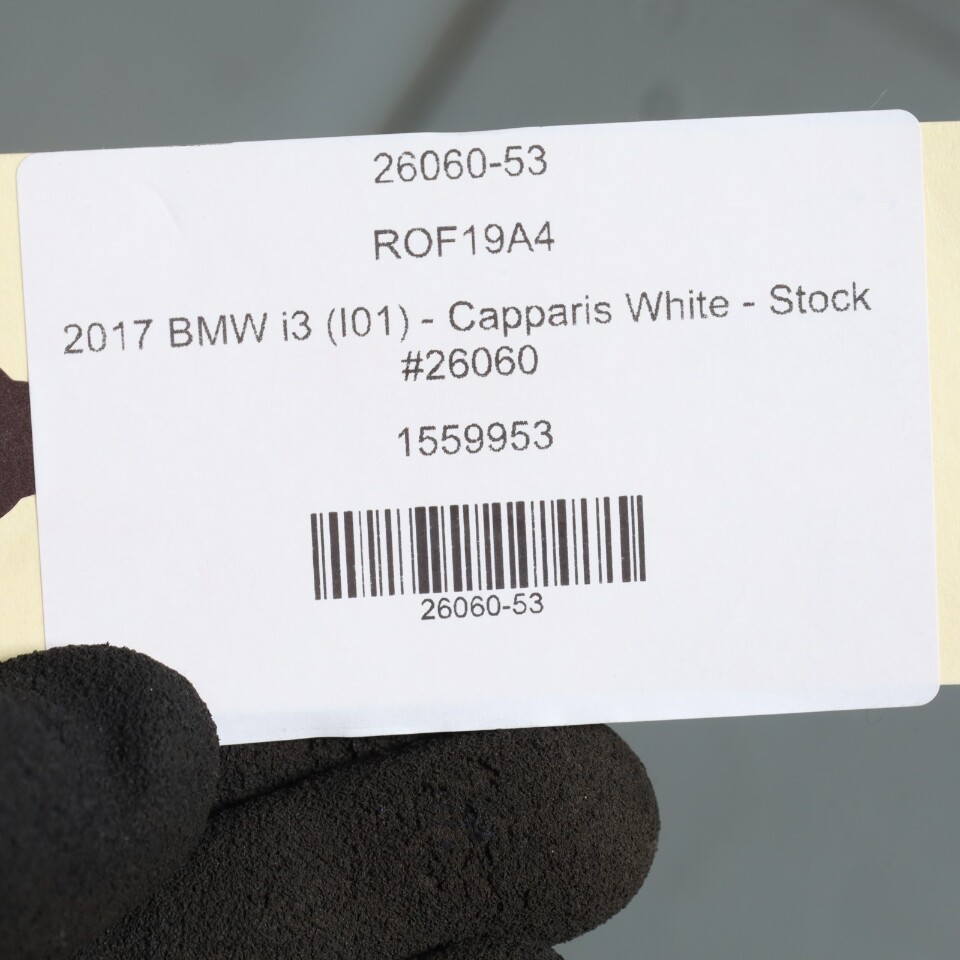 26060-53
ROF19A4
2017 BMW i3 (I01) - Capparis White - Stock
#26060
1559953
26060-53